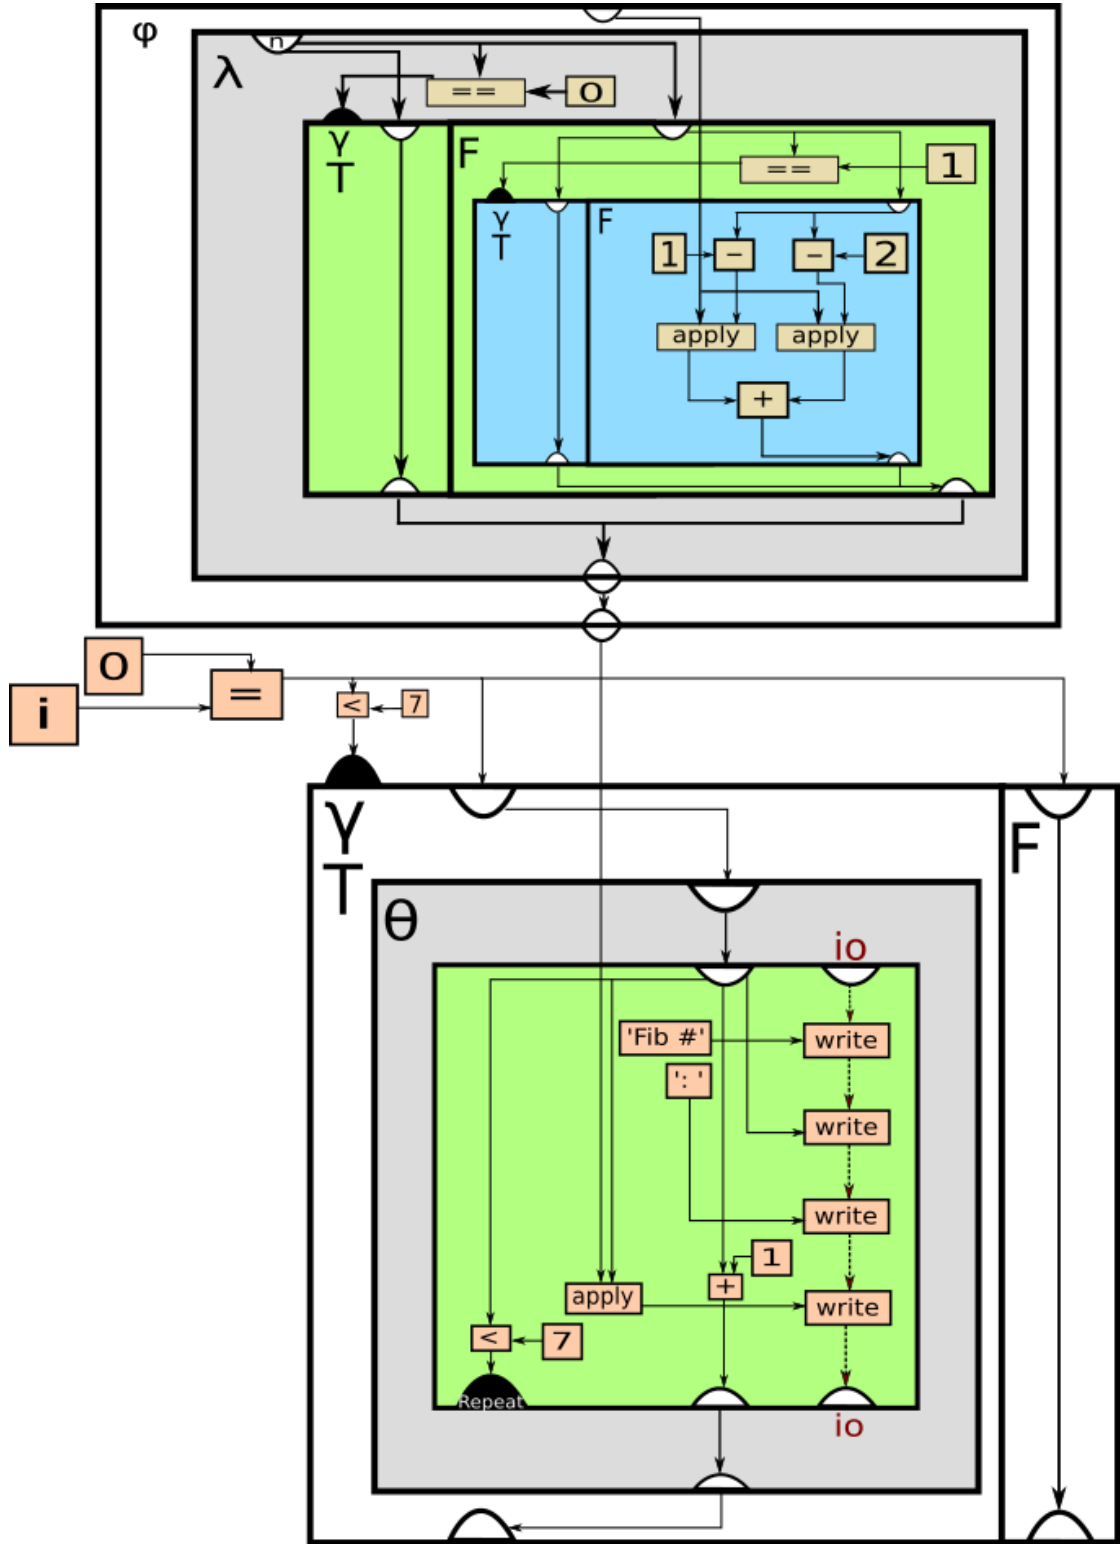 φ
n
λ
== 0
γ
T
F
== 1
γ
T
F
1 - - 2
apply apply
+
0
i =
< 7
γ
T
F
θ
io
'Fib #' write
': '
write
write
1
+
apply write
< 7
Repeat
io